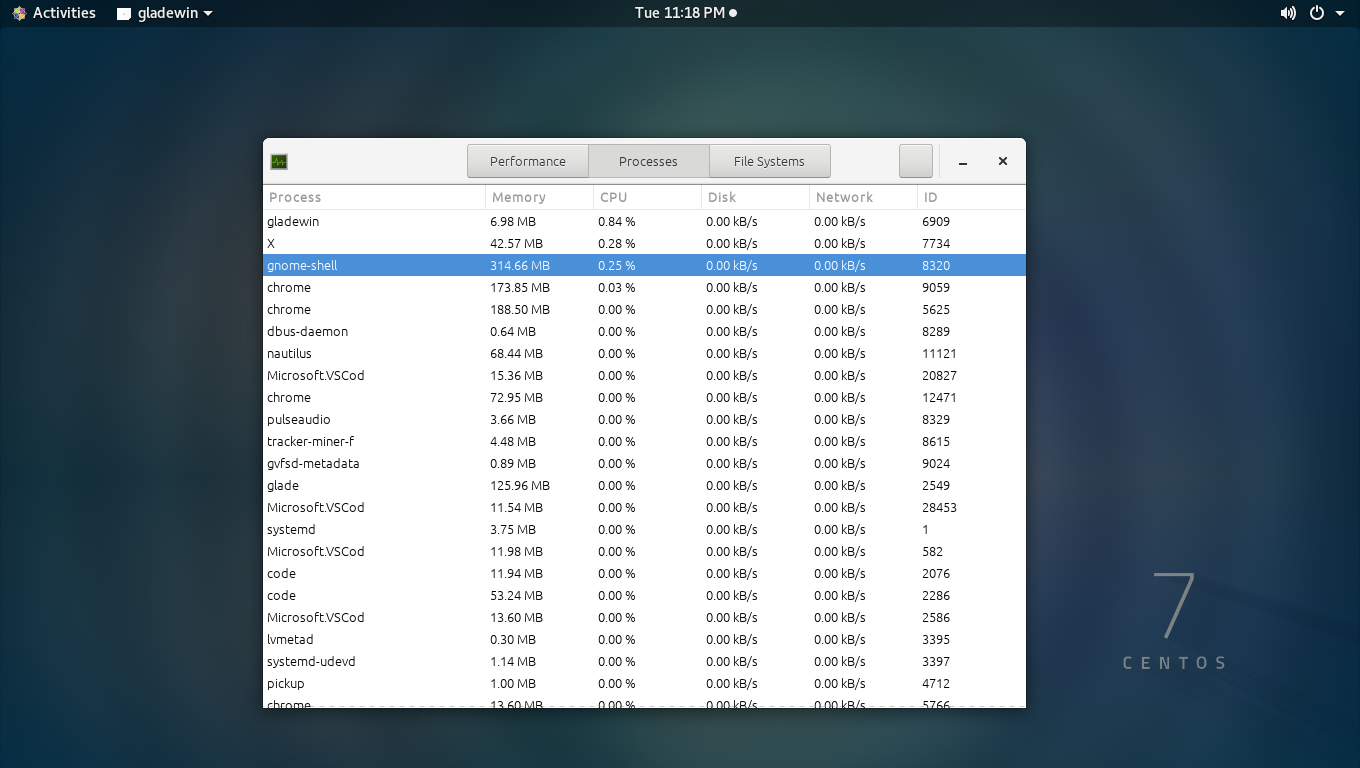 Activities gladewin Tue 11:18 PM
Performance Processes File Systems
Process Memory CPU Disk Network ID
gladewin 6.98 MB 0.84 % 0.00 kB/s 0.00 kB/s 6909
X 42.57 MB 0.28 % 0.00 kB/s 0.00 kB/s 7734
gnome-shell 314.66 MB 0.25 % 0.00 kB/s 0.00 kB/s 8320
chrome 173.85 MB 0.03 % 0.00 kB/s 0.00 kB/s 9059
chrome 188.50 MB 0.00 % 0.00 kB/s 0.00 kB/s 5625
dbus-daemon 0.64 MB 0.00 % 0.00 kB/s 0.00 kB/s 8289
nautilus 68.44 MB 0.00 % 0.00 kB/s 0.00 kB/s 11121
Microsoft.VSCod 15.36 MB 0.00 % 0.00 kB/s 0.00 kB/s 20827
chrome 72.95 MB 0.00 % 0.00 kB/s 0.00 kB/s 12471
pulseaudio 3.66 MB 0.00 % 0.00 kB/s 0.00 kB/s 8329
tracker-miner-f 4.48 MB 0.00 % 0.00 kB/s 0.00 kB/s 8615
gvfsd-metadata 0.89 MB 0.00 % 0.00 kB/s 0.00 kB/s 9024
glade 125.96 MB 0.00 % 0.00 kB/s 0.00 kB/s 2549
Microsoft.VSCod 11.54 MB 0.00 % 0.00 kB/s 0.00 kB/s 28453
systemd 3.75 MB 0.00 % 0.00 kB/s 0.00 kB/s 1
Microsoft.VSCod 11.98 MB 0.00 % 0.00 kB/s 0.00 kB/s 582
code 11.94 MB 0.00 % 0.00 kB/s 0.00 kB/s 2076
code 53.24 MB 0.00 % 0.00 kB/s 0.00 kB/s 2286
Microsoft.VSCod 13.60 MB 0.00 % 0.00 kB/s 0.00 kB/s 2586
lvmetad 0.30 MB 0.00 % 0.00 kB/s 0.00 kB/s 3395
systemd-udevd 1.14 MB 0.00 % 0.00 kB/s 0.00 kB/s 3397
pickup 1.00 MB 0.00 % 0.00 kB/s 0.00 kB/s 4712
chrome 13.60 MB 0.00 % 0.00 kB/s 0.00 kB/s 5766
7
CENTOS